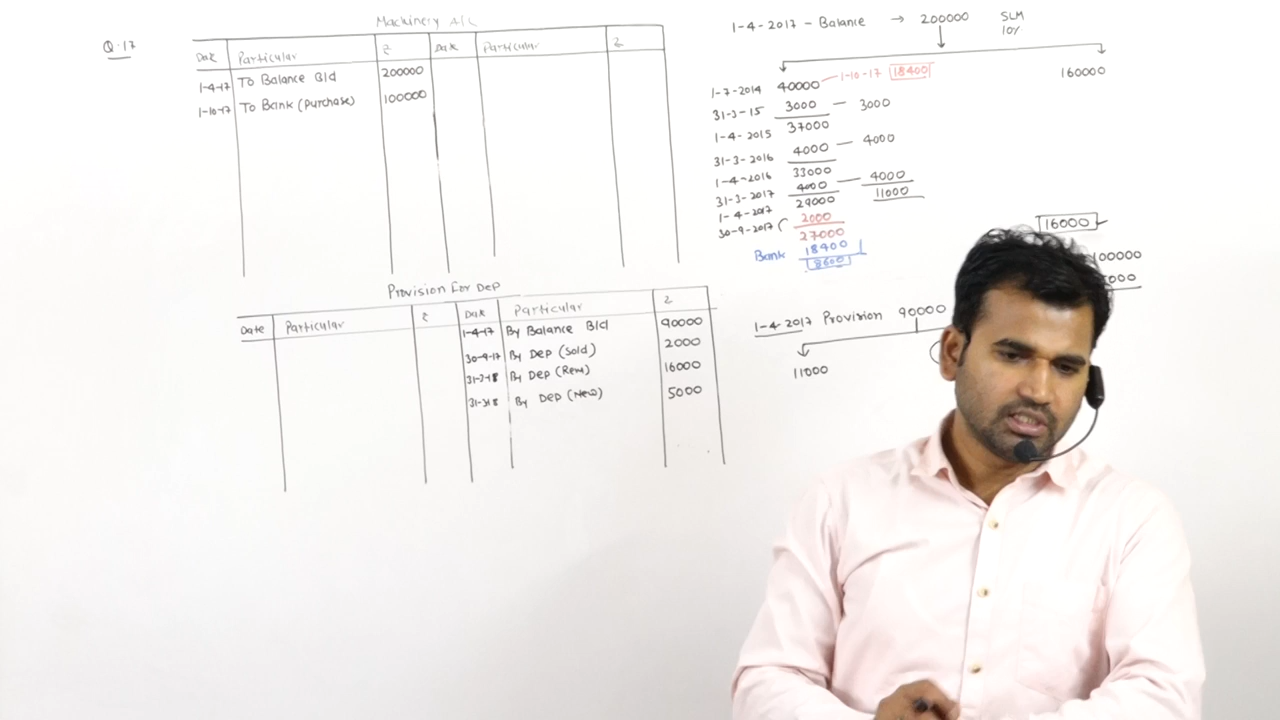 Q.17
Machinery A/c
Date Particular ₹ Date Particular ₹
1-4-17 To Balance B/d 200000
1-10-17 To Bank (Purchase) 100000
Provision For Dep
Date Particular ₹ Date Particular ₹
1-4-17 By Balance B/d 90000
30-9-17 By Dep (Sold) 2000
31-3-18 By Dep (Rem) 16000
31-3-18 By Dep (New) 5000
1-4-2017 - Balance → 200000 SLM
10%
1-7-2014 40000 1-10-17 18400 160000
31-3-15 3000 - 3000
1-4-2015 37000
31-3-2016 4000 - 4000
1-4-2016 33000
31-3-2017 4000 - 4000
1-4-2017 29000 11000
30-9-2017 2000
27000
Bank 18400
8600
16000
100000
000
1-4-2017 Provision 90000
11000